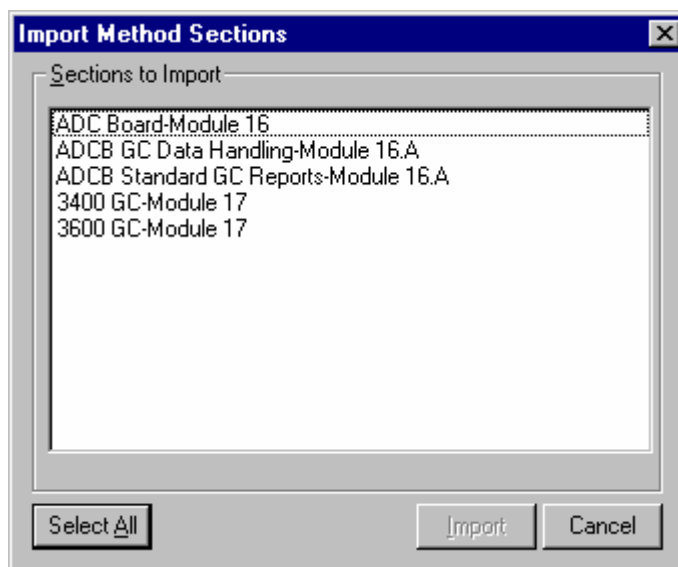 Import Method Sections
Sections to Import
ADC Board-Module 16
ADCB GC Data Handling-Module 16.A
ADCB Standard GC Reports-Module 16.A
3400 GC-Module 17
3600 GC-Module 17
Select All
Import
Cancel